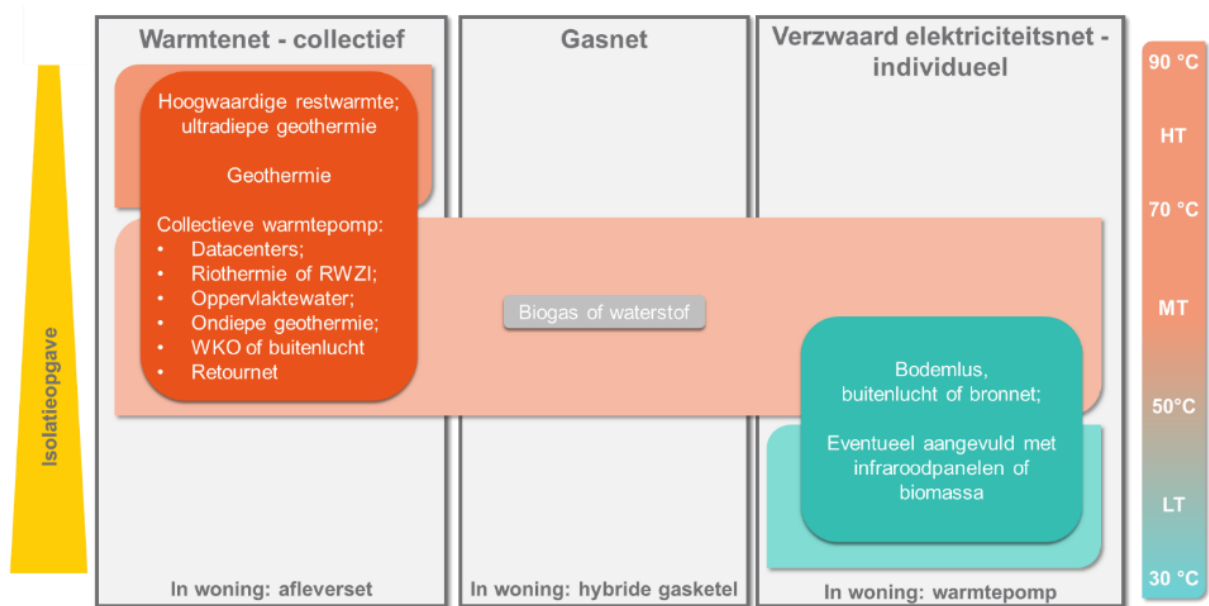 Isolatieopgave
Warmtenet - collectief
Hoogwaardige restwarmte;
ultradiepe geothermie
Geothermie
Collectieve warmtepomp:
• Datacenters;
• Riothermie of RWZI;
• Oppervlaktewater;
• Ondiepe geothermie;
• WKO of buitenlucht
• Retournet
In woning: afleverset
Gasnet
Biogas of waterstof
In woning: hybride gasketel
Verzwaard elektriciteitsnet -
individueel
Bodemlus,
buitenlucht of bronnet;
Eventueel aangevuld met
infraroodpanelen of
biomassa
In woning: warmtepomp
90 °C
HT
70 °C
MT
50°C
LT
30 °C